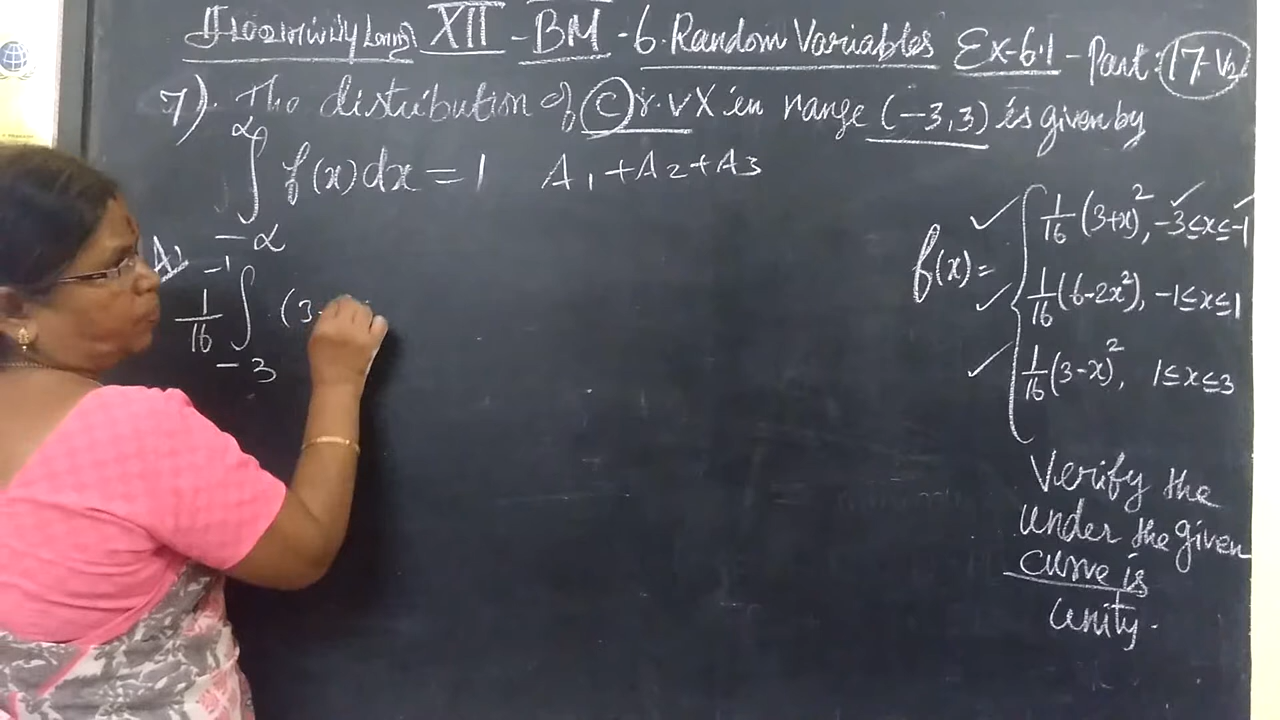 XII - BM - 6. Random Variables Ex-6.1 - Part: 17-V2
7). The distribution of (C) r.v X in range (-3,3) is given by
∫ f(x)dx = 1   A1 + A2 + A3
α
-α
-1
1/16 ∫ (3
-3
f(x) = { 1/16 (3+x)², -3≤x≤-1
1/16 (6-2x²), -1≤x≤1
1/16 (3-x)², 1≤x≤3
Verify the
under the given
curve is
unity.